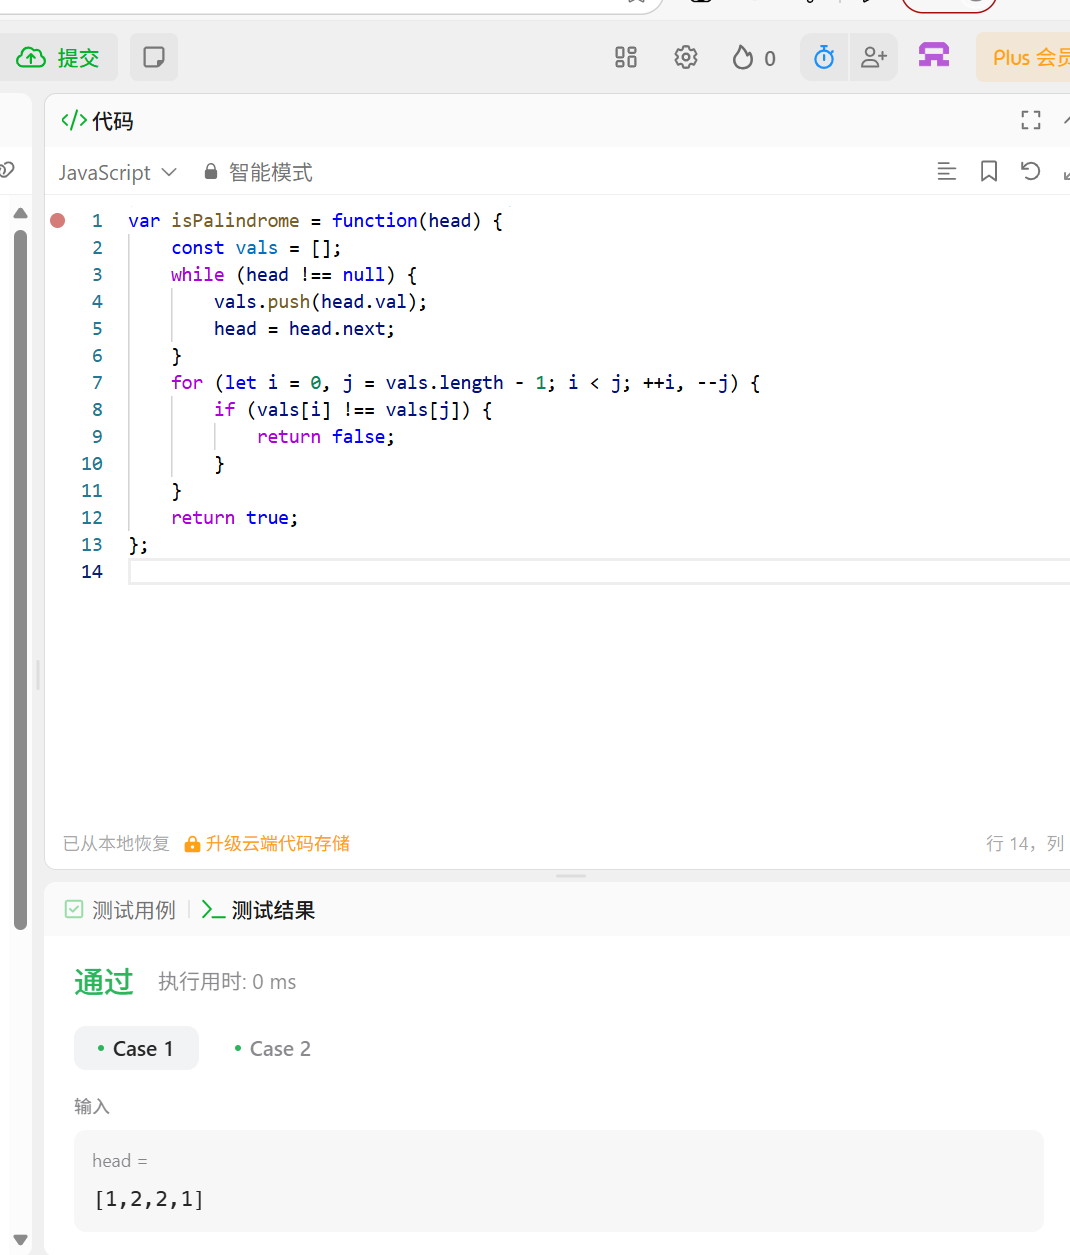 提交
0
Plus 会员
代码
JavaScript
智能模式
1 var isPalindrome = function(head) {
2     const vals = [];
3     while (head !== null) {
4         vals.push(head.val);
5         head = head.next;
6     }
7     for (let i = 0, j = vals.length - 1; i < j; ++i, --j) {
8         if (vals[i] !== vals[j]) {
9             return false;
10         }
11     }
12     return true;
13 };
14
已从本地恢复 升级云端代码存储 行 14，列
测试用例 测试结果
通过 执行用时: 0 ms
Case 1 Case 2
输入
head =
[1,2,2,1]